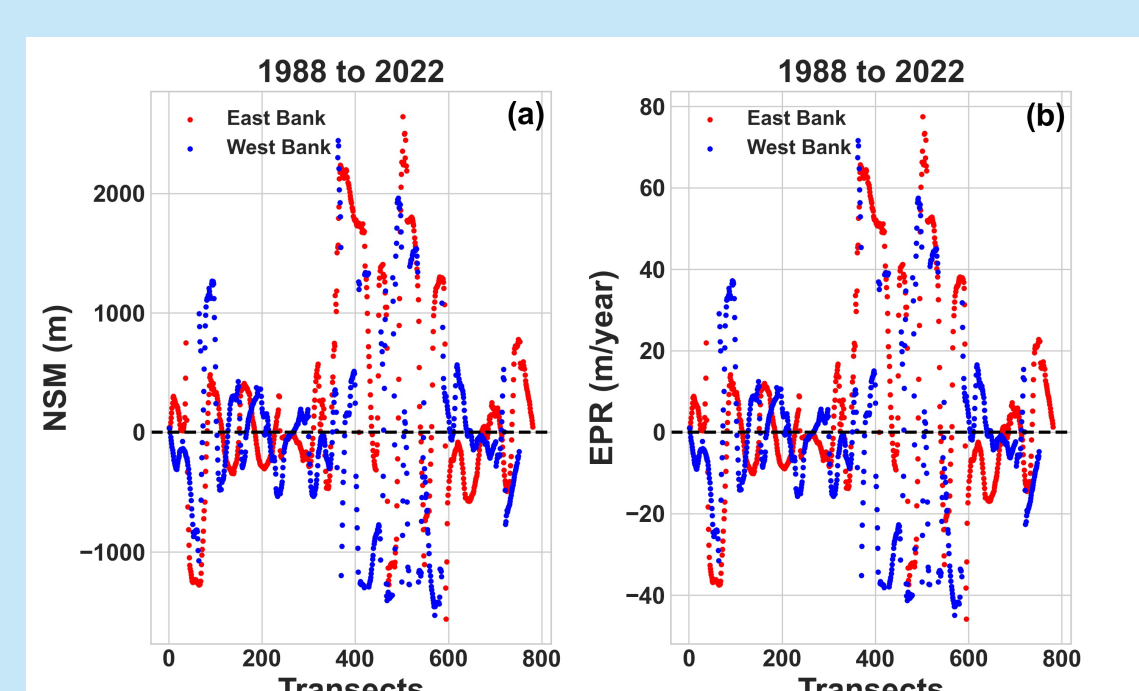 1988 to 2022
East Bank
West Bank
(a)
NSM (m)
2000
1000
0
−1000
0 200 400 600 800
Transects
1988 to 2022
East Bank
West Bank
(b)
EPR (m/year)
80
60
40
20
0
−20
−40
0 200 400 600 800
Transects